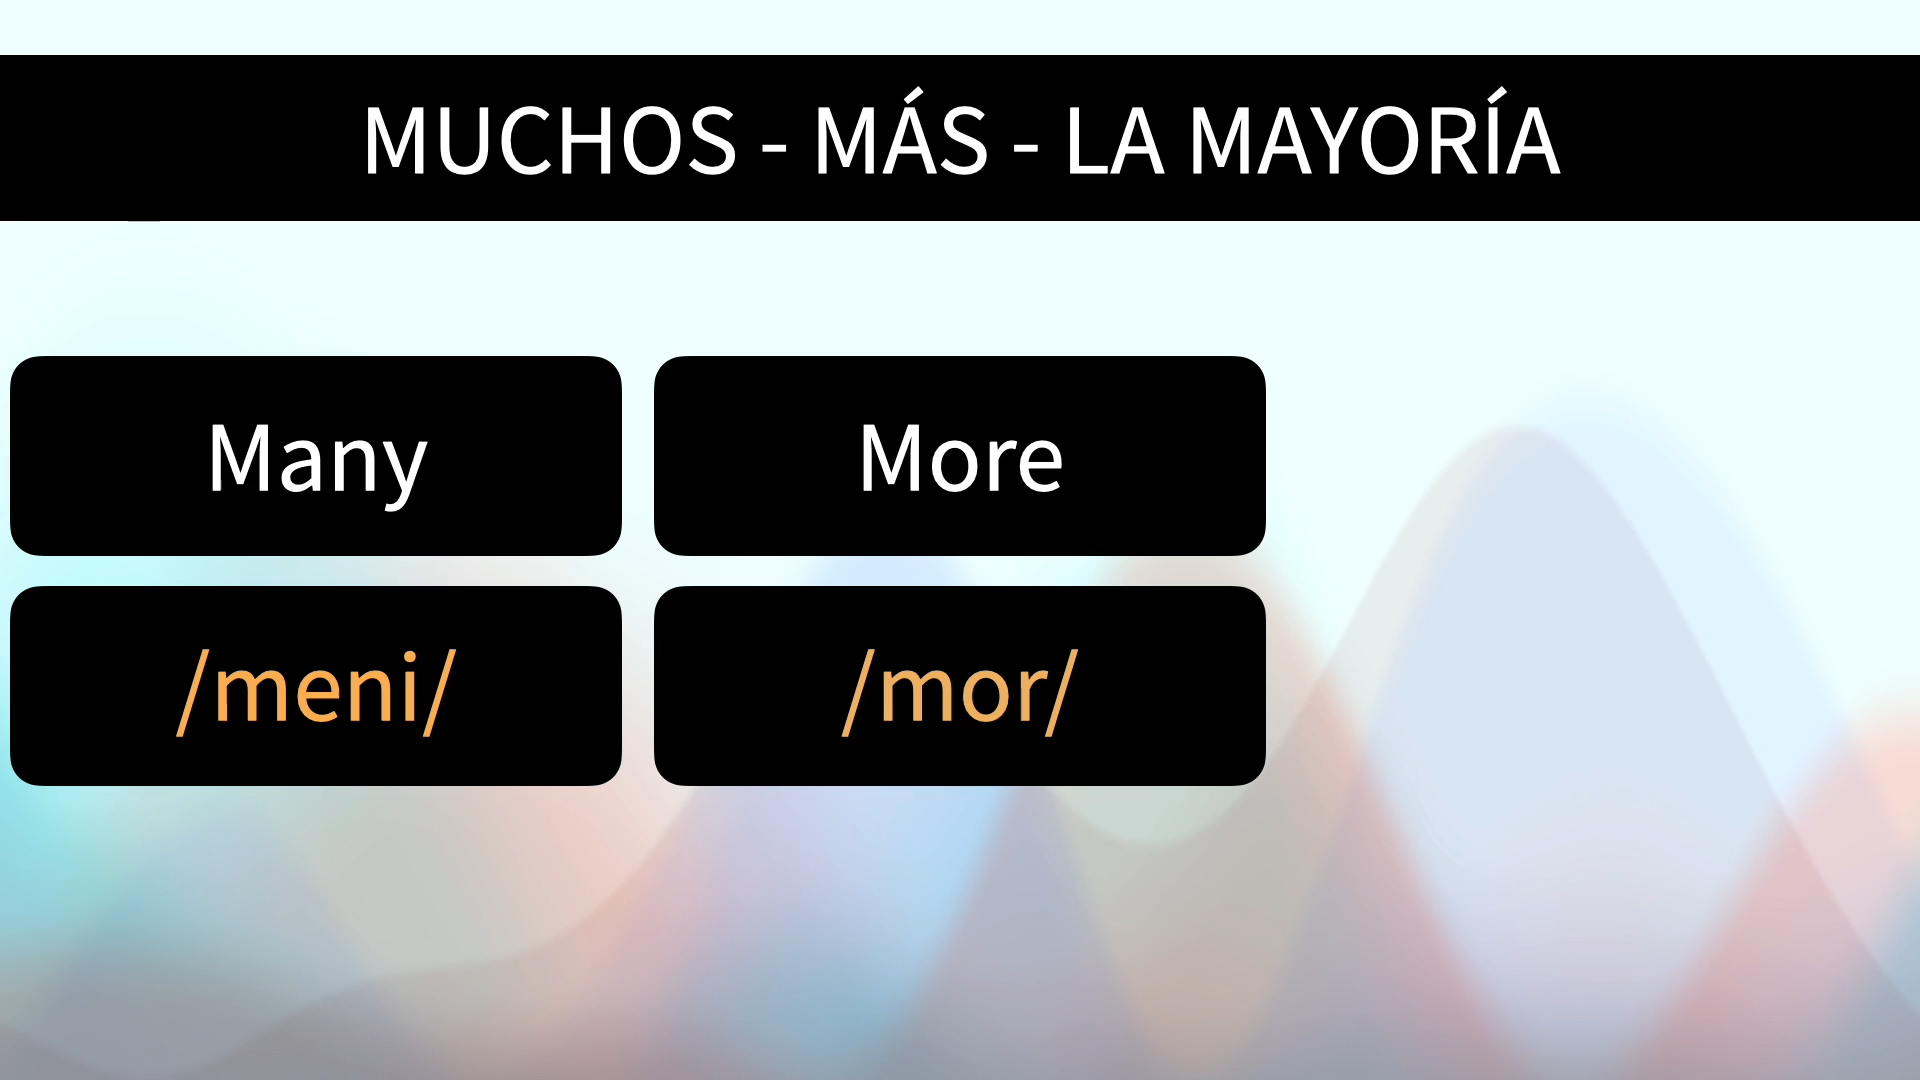 MUCHOS - MÁS - LA MAYORÍA
Many
More
/meni/
/mor/